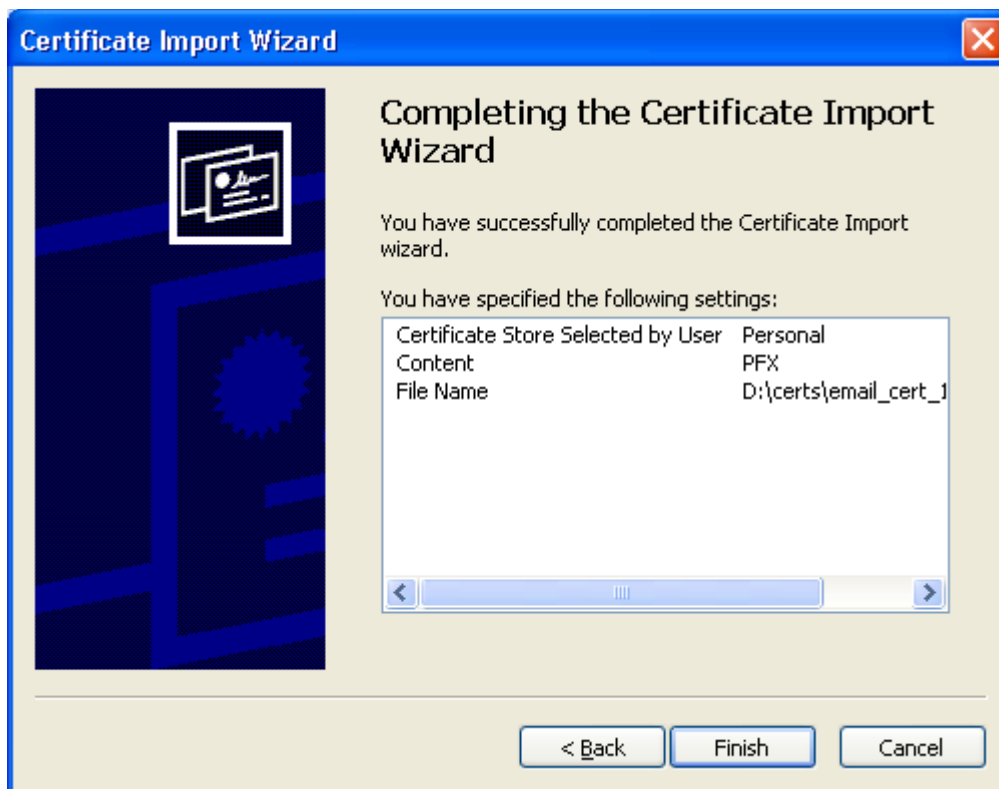 Certificate Import Wizard
Completing the Certificate Import
Wizard
You have successfully completed the Certificate Import
wizard.
You have specified the following settings:
Certificate Store Selected by User Personal
Content PFX
File Name D:\certs\email_cert_1
< Back Finish Cancel